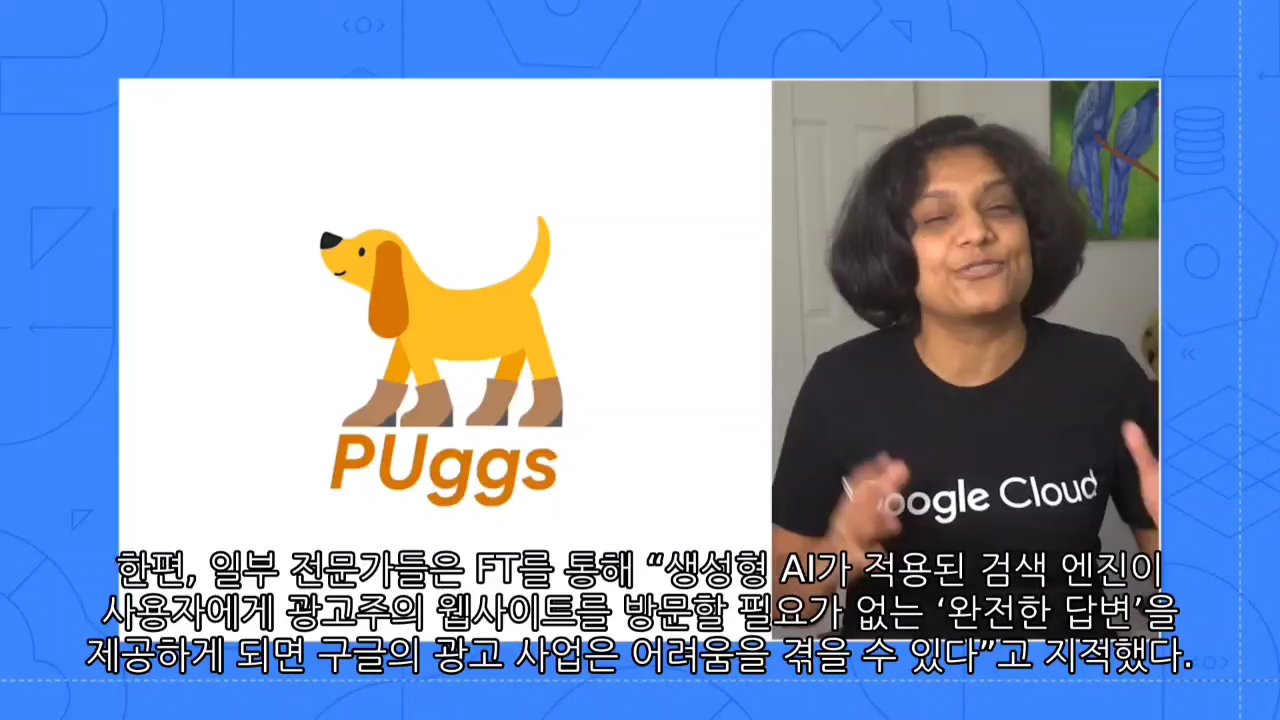 PUggs
Google Cloud
한편, 일부 전문가들은 FT를 통해 “생성형 AI가 적용된 검색 엔진이
사용자에게 광고주의 웹사이트를 방문할 필요가 없는 ‘완전한 답변’을
제공하게 되면 구글의 광고 사업은 어려움을 겪을 수 있다”고 지적했다.